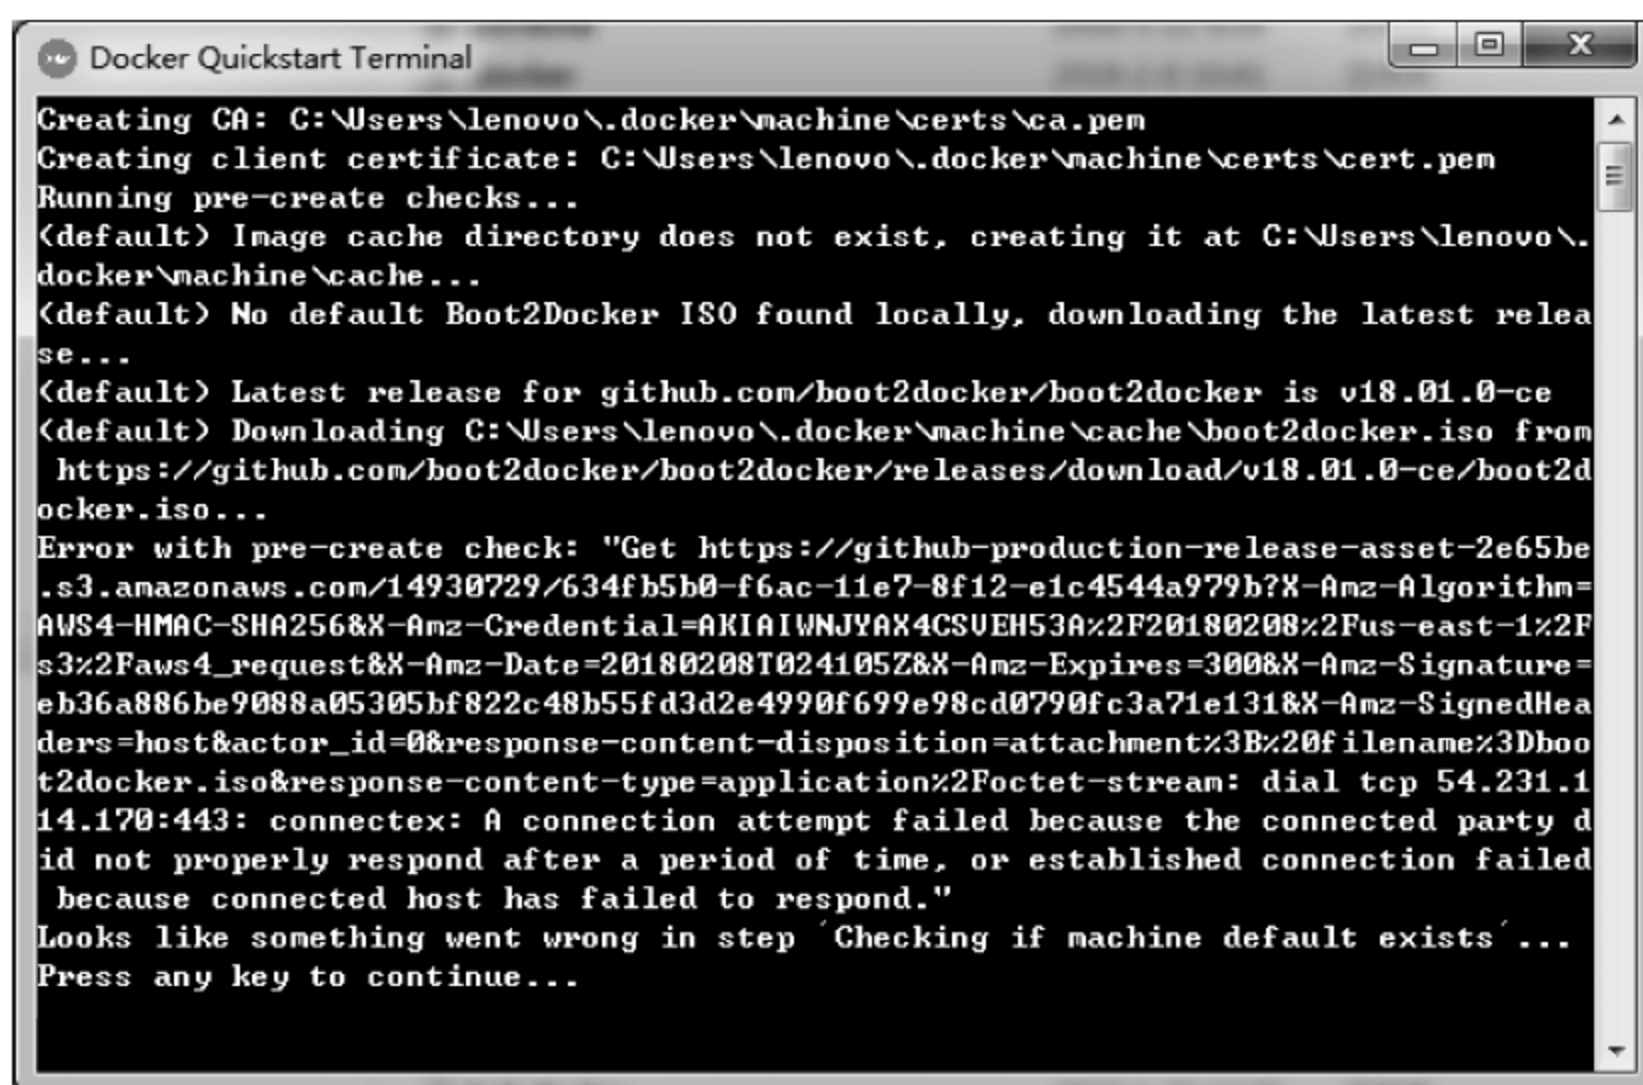 Docker Quickstart Terminal
Creating CA: C:\Users\lenovo\.docker\machine\certs\ca.pem
Creating client certificate: C:\Users\lenovo\.docker\machine\certs\cert.pem
Running pre-create checks...
(default) Image cache directory does not exist, creating it at C:\Users\lenovo\.
docker\machine\cache...
(default) No default Boot2Docker ISO found locally, downloading the latest relea
se...
(default) Latest release for github.com/boot2docker/boot2docker is v18.01.0-ce
(default) Downloading C:\Users\lenovo\.docker\machine\cache\boot2docker.iso from
 https://github.com/boot2docker/boot2docker/releases/download/v18.01.0-ce/boot2d
ocker.iso...
Error with pre-create check: "Get https://github-production-release-asset-2e65be
.s3.amazonaws.com/14930729/634fb5b0-f6ac-11e7-8f12-e1c4544a979b?X-Amz-Algorithm=
AWS4-HMAC-SHA256&X-Amz-Credential=AKIAIWNJYAX4CSVEH53A%2F20180208%2Fus-east-1%2F
s3%2Faws4_request&X-Amz-Date=20180208T024105Z&X-Amz-Expires=300&X-Amz-Signature=
eb36a886be9088a05305bf822c48b55fd3d2e4990f699e98cd0790fc3a71e131&X-Amz-SignedHea
ders=host&actor_id=0&response-content-disposition=attachment%3B%20filename%3Dboo
t2docker.iso&response-content-type=application%2Foctet-stream: dial tcp 54.231.1
14.170:443: connectex: A connection attempt failed because the connected party d
id not properly respond after a period of time, or established connection failed
 because connected host has failed to respond."
Looks like something went wrong in step ´Checking if machine default exists´...
Press any key to continue...